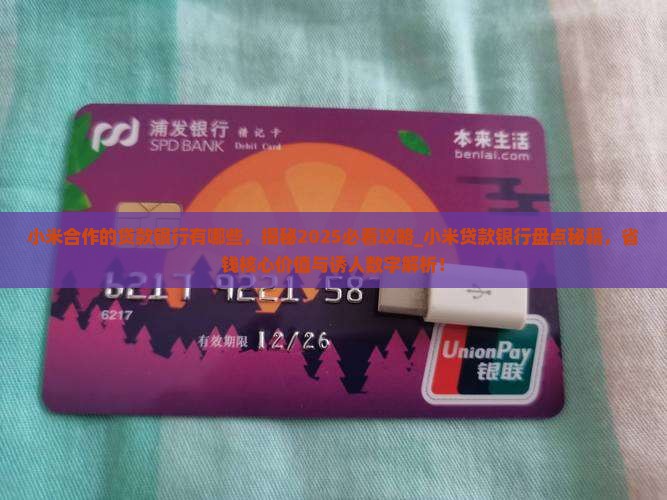 浦发银行 借记卡
SPD BANK Debit Card
本来生活
benlai.com
小米合作的贷款银行有哪些，揭秘2025必看攻略_小米贷款银行盘点秘籍，省
钱核心价值与诱人数字解析！
6217 9221 58
6217
有效期限 12/26
UnionPay
银联